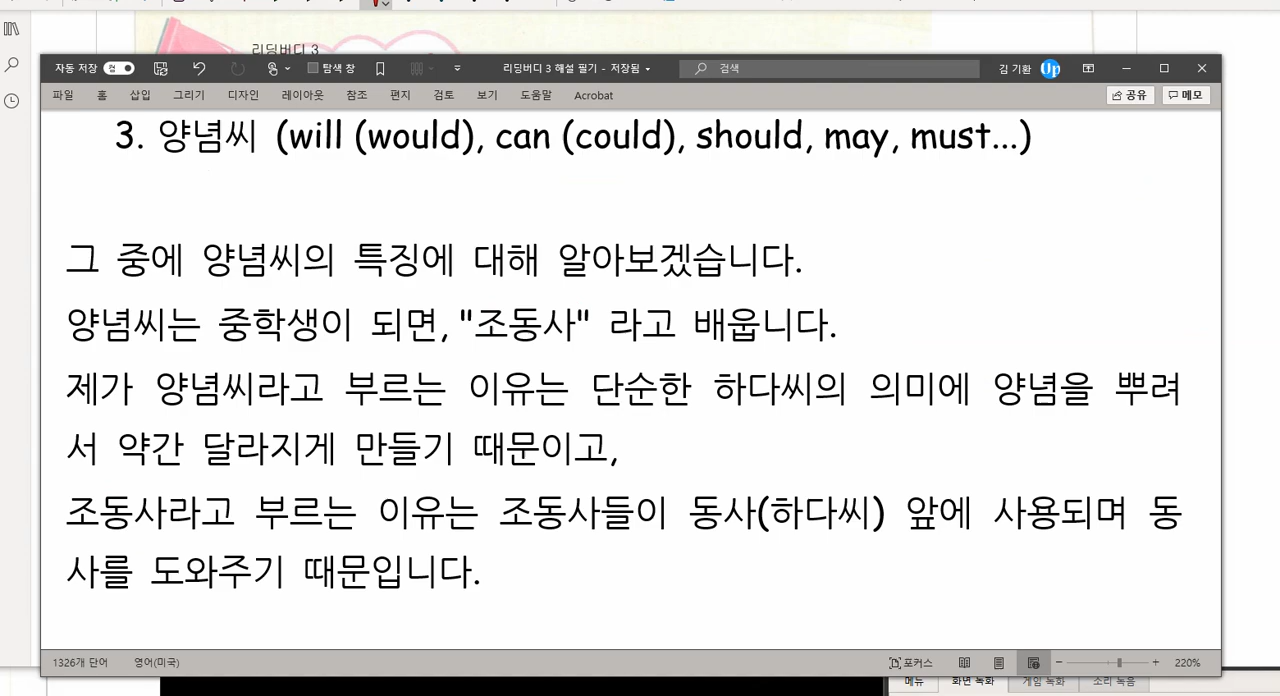 리딩버디 3
자동 저장 컴 탐색 창 리딩버디 3 해설 필기 - 저장됨 검색 김 기환 Up
파일 홈 삽입 그리기 디자인 레이아웃 참조 편지 검토 보기 도움말 Acrobat 공유 메모
3. 양념씨 (will (would), can (could), should, may, must...)
그 중에 양념씨의 특징에 대해 알아보겠습니다.
양념씨는 중학생이 되면, "조동사" 라고 배웁니다.
제가 양념씨라고 부르는 이유는 단순한 하다씨의 의미에 양념을 뿌려
서 약간 달라지게 만들기 때문이고,
조동사라고 부르는 이유는 조동사들이 동사(하다씨) 앞에 사용되며 동
사를 도와주기 때문입니다.
1326개 단어 영어(미국) 포커스 220%
메뉴 화면 녹화 게임 녹화 소리 녹음